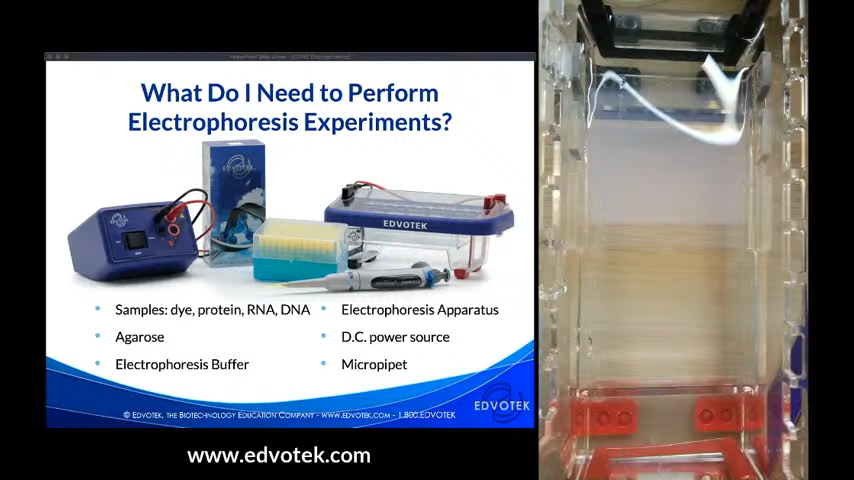 What Do I Need to Perform
Electrophoresis Experiments?
EDVOTEK
EDVOTEK
Samples: dye, protein, RNA, DNA
Agarose
Electrophoresis Buffer
Electrophoresis Apparatus
D.C. power source
Micropipet
© EDVOTEK, THE BIOTECHNOLOGY EDUCATION COMPANY - WWW.EDVOTEK.COM - 1.800.EDVOTEK
EDVOTEK
www.edvotek.com